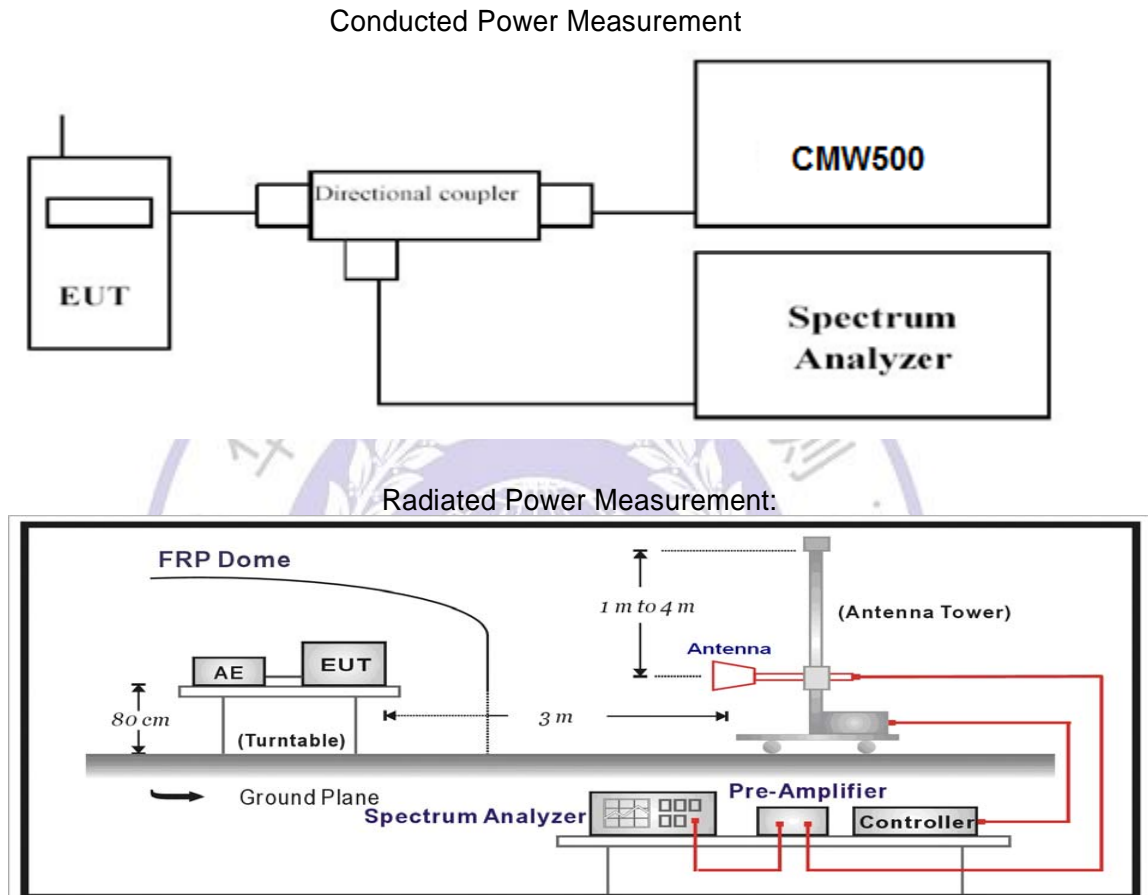 Conducted Power Measurement
CMW500
Directional coupler
EUT
Spectrum
Analyzer
Radiated Power Measurement:
FRP Dome
1 m to 4 m
(Antenna Tower)
Antenna
AE
EUT
80 cm
3 m
(Turntable)
Ground Plane
Pre-Amplifier
Spectrum Analyzer
Controller